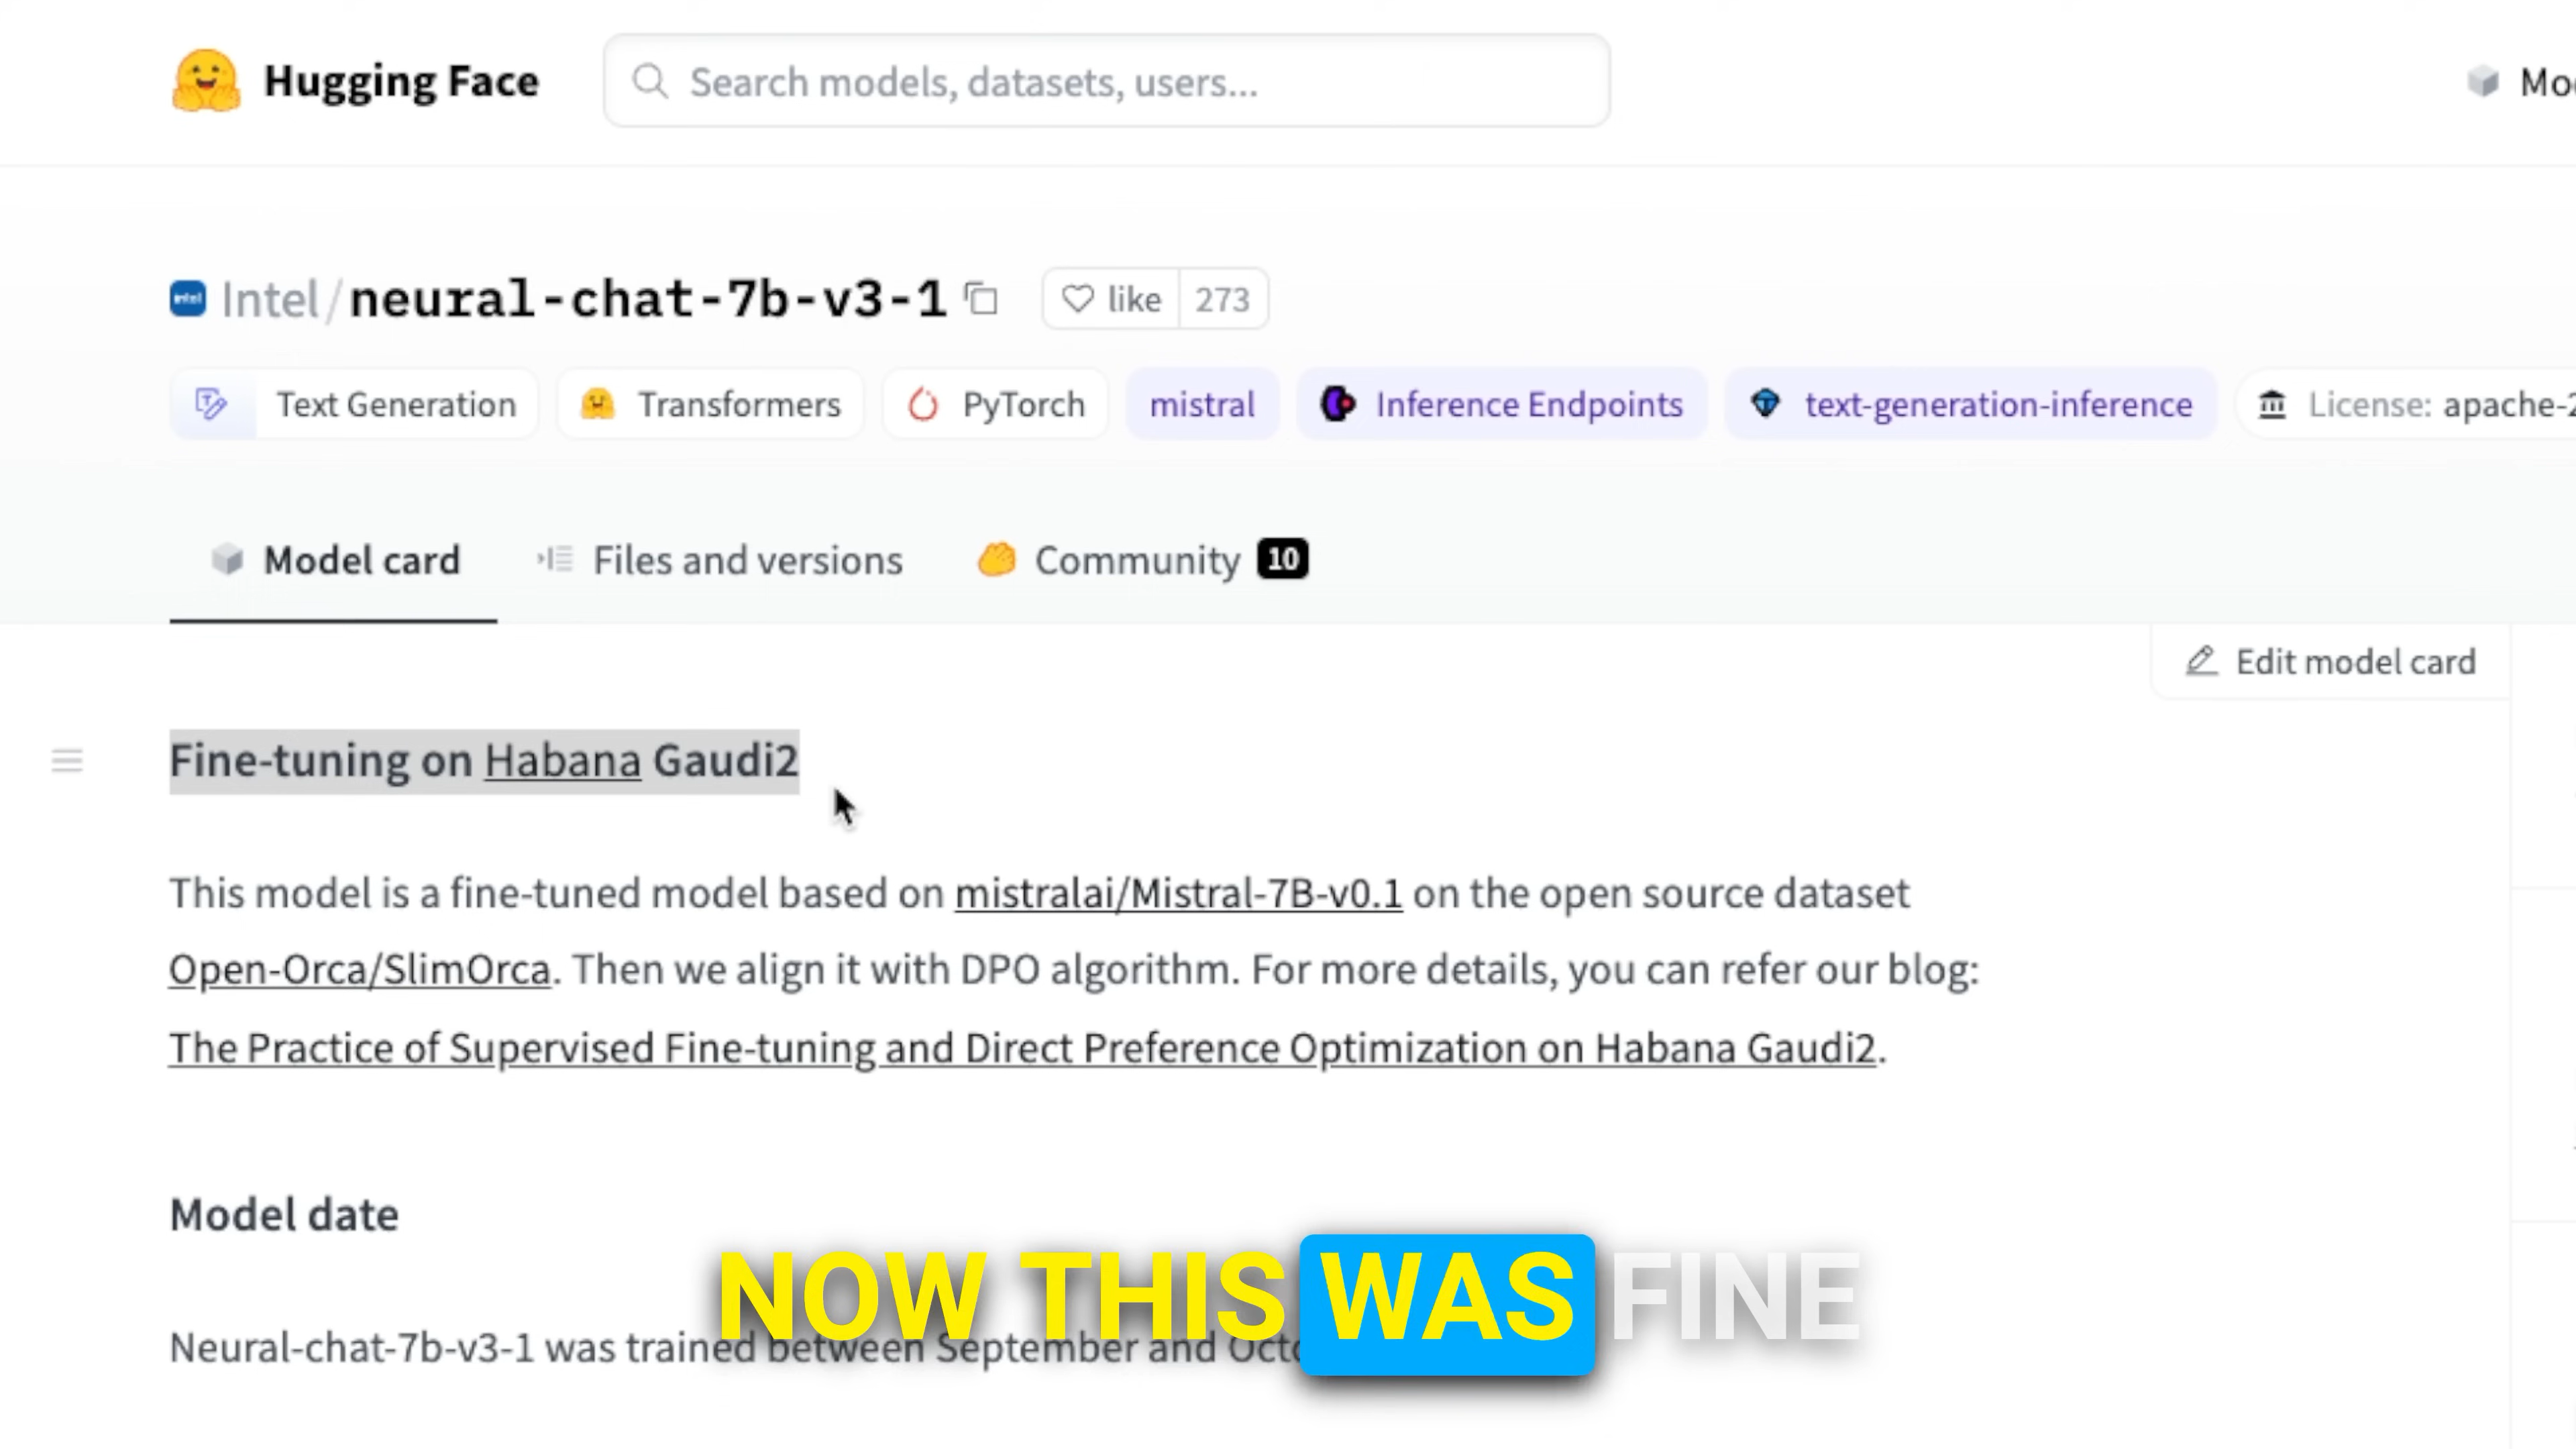 Hugging Face
Search models, datasets, users...
Intel/neural-chat-7b-v3-1
like 273
Text Generation
Transformers
PyTorch
mistral
Inference Endpoints
text-generation-inference
License: apache-2
Model card
Files and versions
Community 10
Edit model card
Fine-tuning on Habana Gaudi2
This model is a fine-tuned model based on mistralai/Mistral-7B-v0.1 on the open source dataset
Open-Orca/SlimOrca. Then we align it with DPO algorithm. For more details, you can refer our blog:
The Practice of Supervised Fine-tuning and Direct Preference Optimization on Habana Gaudi2.
Model date
NOW THIS WAS FINE
Neural-chat-7b-v3-1 was trained between September and